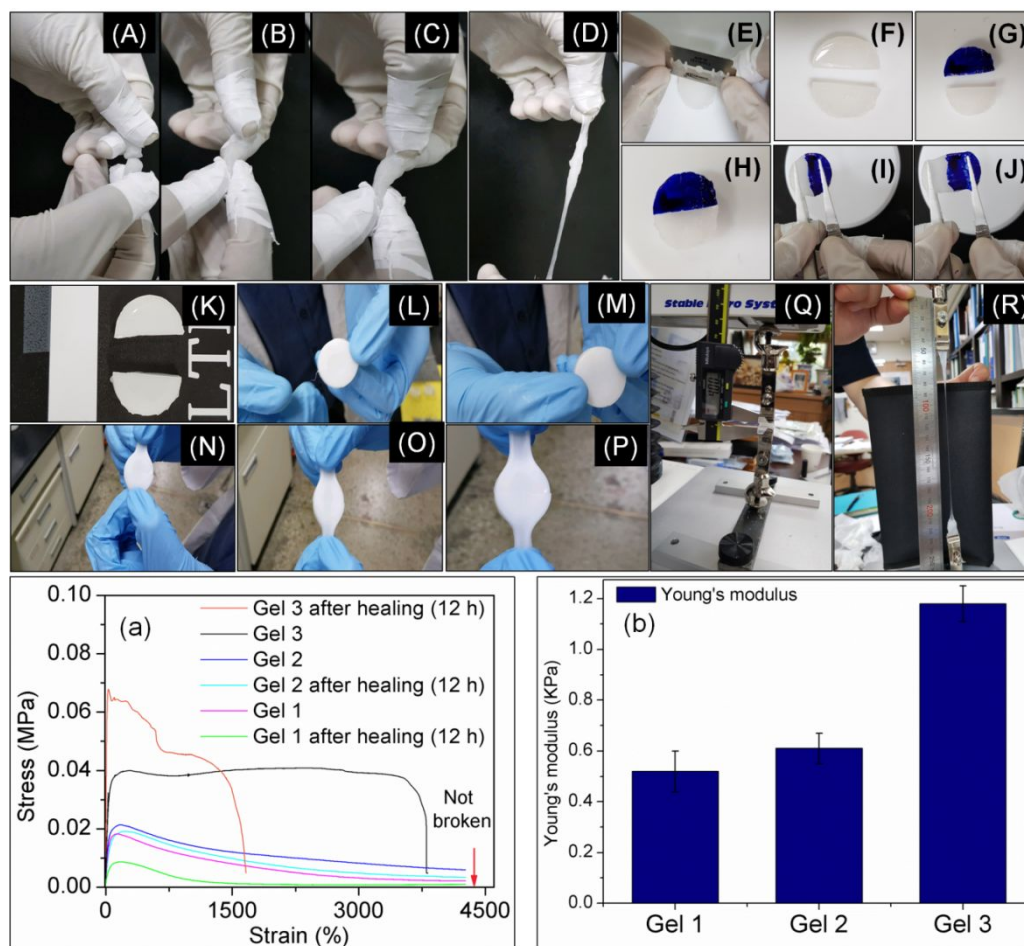 (A)
(B)
(C)
(D)
(E)
(F)
(G)
(H)
(I)
(J)
(K)
LTI
(L)
(M)
Stable Micro Sys
(Q)
(R)
(N)
(O)
(P)
(a)
Gel 3 after healing (12 h)
Gel 3
Gel 2
Gel 2 after healing (12 h)
Gel 1
Gel 1 after healing (12 h)
Not
broken
0.10
0.08
0.06
0.04
0.02
0.00
Stress (MPa)
0
1500
3000
4500
Strain (%)
(b)
Young's modulus
1.2
1.0
0.8
0.6
0.4
0.2
0.0
Young's modulus (KPa)
Gel 1
Gel 2
Gel 3